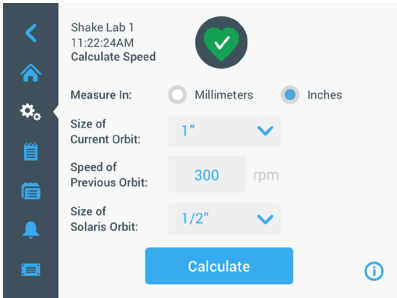 Shake Lab 1
11:22:24AM
Calculate Speed
Measure In: Millimeters Inches
Size of
Current Orbit: 1”
Speed of
Previous Orbit: 300 rpm
Size of
Solaris Orbit: 1/2”
Calculate